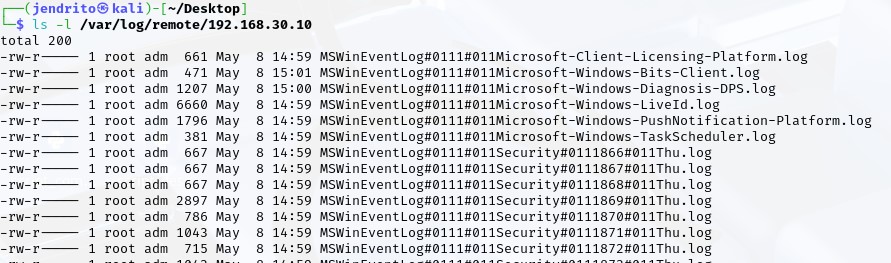 ┌──(jendrito㉿kali)-[~/Desktop]
└─$ ls -l /var/log/remote/192.168.30.10
total 200
-rw-r----- 1 root adm  661 May  8 14:59 MSWinEventLog#0111#011Microsoft-Client-Licensing-Platform.log
-rw-r----- 1 root adm  471 May  8 15:01 MSWinEventLog#0111#011Microsoft-Windows-Bits-Client.log
-rw-r----- 1 root adm 1207 May  8 15:00 MSWinEventLog#0111#011Microsoft-Windows-Diagnosis-DPS.log
-rw-r----- 1 root adm 6660 May  8 14:59 MSWinEventLog#0111#011Microsoft-Windows-LiveId.log
-rw-r----- 1 root adm 1796 May  8 14:59 MSWinEventLog#0111#011Microsoft-Windows-PushNotification-Platform.log
-rw-r----- 1 root adm  381 May  8 14:59 MSWinEventLog#0111#011Microsoft-Windows-TaskScheduler.log
-rw-r----- 1 root adm  667 May  8 14:59 MSWinEventLog#0111#011Security#0111866#011Thu.log
-rw-r----- 1 root adm  667 May  8 14:59 MSWinEventLog#0111#011Security#0111867#011Thu.log
-rw-r----- 1 root adm  667 May  8 14:59 MSWinEventLog#0111#011Security#0111868#011Thu.log
-rw-r----- 1 root adm 2897 May  8 14:59 MSWinEventLog#0111#011Security#0111869#011Thu.log
-rw-r----- 1 root adm  786 May  8 14:59 MSWinEventLog#0111#011Security#0111870#011Thu.log
-rw-r----- 1 root adm 1043 May  8 14:59 MSWinEventLog#0111#011Security#0111871#011Thu.log
-rw-r----- 1 root adm  715 May  8 14:59 MSWinEventLog#0111#011Security#0111872#011Thu.log